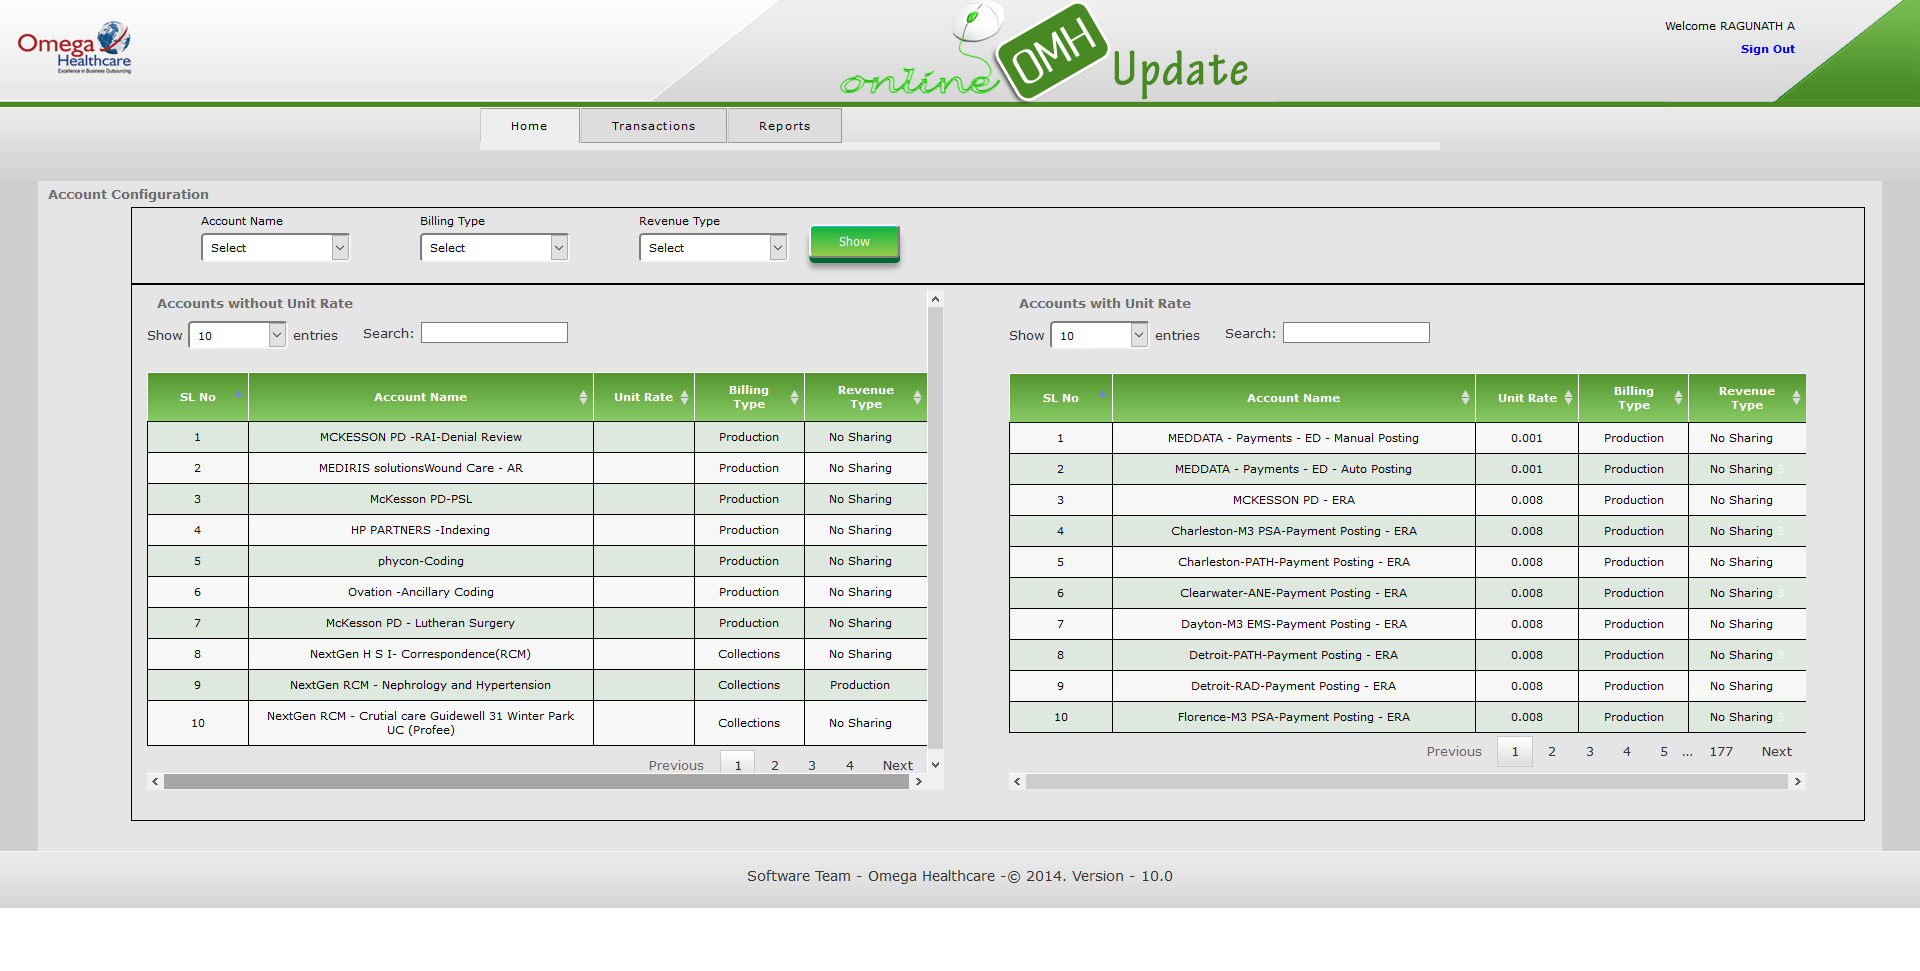 Omega
Healthcare
Excellence in Business Outsourcing
online OMH Update
Welcome RAGUNATH A
Sign Out
Home Transactions Reports
Account Configuration
Account Name Billing Type Revenue Type
Select Select Select Show
Accounts without Unit Rate
Show 10 entries Search:
SL No Account Name Unit Rate Billing Type Revenue Type
1 MCKESSON PD -RAI-Denial Review Production No Sharing
2 MEDIRIS solutionsWound Care - AR Production No Sharing
3 McKesson PD-PSL Production No Sharing
4 HP PARTNERS -Indexing Production No Sharing
5 phycon-Coding Production No Sharing
6 Ovation -Ancillary Coding Production No Sharing
7 McKesson PD - Lutheran Surgery Production No Sharing
8 NextGen H S I- Correspondence(RCM) Collections No Sharing
9 NextGen RCM - Nephrology and Hypertension Collections Production
10 NextGen RCM - Crutial care Guidewell 31 Winter Park UC (Profee) Collections No Sharing
Previous 1 2 3 4 Next
Accounts with Unit Rate
Show 10 entries Search:
SL No Account Name Unit Rate Billing Type Revenue Type
1 MEDDATA - Payments - ED - Manual Posting 0.001 Production No Sharing
2 MEDDATA - Payments - ED - Auto Posting 0.001 Production No Sharing 3
3 MCKESSON PD - ERA 0.008 Production No Sharing
4 Charleston-M3 PSA-Payment Posting - ERA 0.008 Production No Sharing 3
5 Charleston-PATH-Payment Posting - ERA 0.008 Production No Sharing
6 Clearwater-ANE-Payment Posting - ERA 0.008 Production No Sharing 3
7 Dayton-M3 EMS-Payment Posting - ERA 0.008 Production No Sharing
8 Detroit-PATH-Payment Posting - ERA 0.008 Production No Sharing 3
9 Detroit-RAD-Payment Posting - ERA 0.008 Production No Sharing
10 Florence-M3 PSA-Payment Posting - ERA 0.008 Production No Sharing 3
Previous 1 2 3 4 5 ... 177 Next
Software Team - Omega Healthcare -© 2014. Version - 10.0